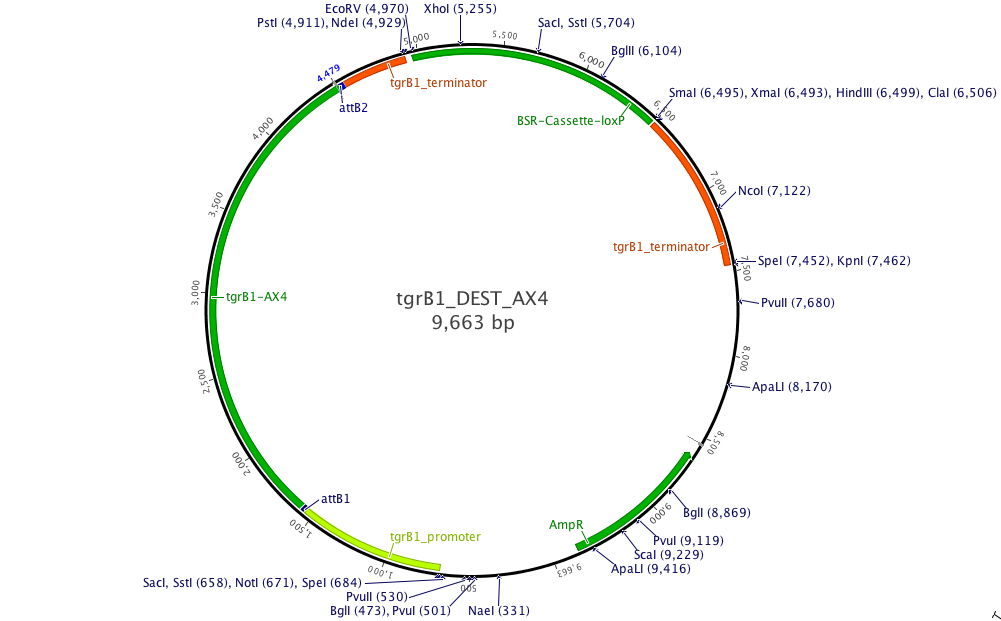 EcoRV (4,970)
XhoI (5,255)
PstI (4,911), NdeI (4,929)
SacI, SstI (5,704)
5,000
5,500
BglII (6,104)
6,000
4,479
tgrB1_terminator
SmaI (6,495), XmaI (6,493), HindIII (6,499), ClaI (6,506)
attB2
6,500
BSR-Cassette-loxP
4,000
7,000
NcoI (7,122)
3,500
tgrB1_terminator
SpeI (7,452), KpnI (7,462)
7,500
3,000
tgrB1-AX4
tgrB1_DEST_AX4
9,663 bp
PvuII (7,680)
8,000
2,500
ApaLI (8,170)
8,500
2,000
attB1
1,500
BglI (8,869)
9,000
AmpR
tgrB1_promoter
PvuI (9,119)
ScaI (9,229)
ApaLI (9,416)
1,000
9,663
SacI, SstI (658), NotI (671), SpeI (684)
500
PvuII (530)
BglI (473), PvuI (501)
NaeI (331)